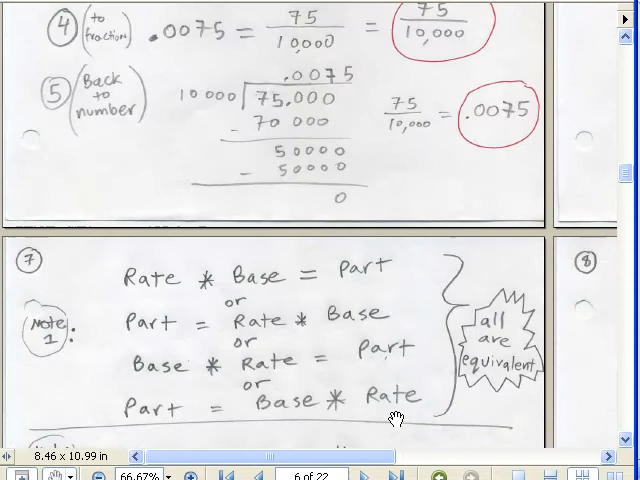 4 (to fraction) .0075 = 75/10,000 = 75/10,000
.0075
5 (Back to number) 10000 75.000
- 70 000
75/10,000 = .0075
50000
- 50000
0
7
Rate * Base = Part
or
Note 1: Part = Rate * Base
or
Base * Rate = Part
or
Part = Base * Rate
all are equivalent
8
8.46 x 10.99 in
66.67%
6 of 22